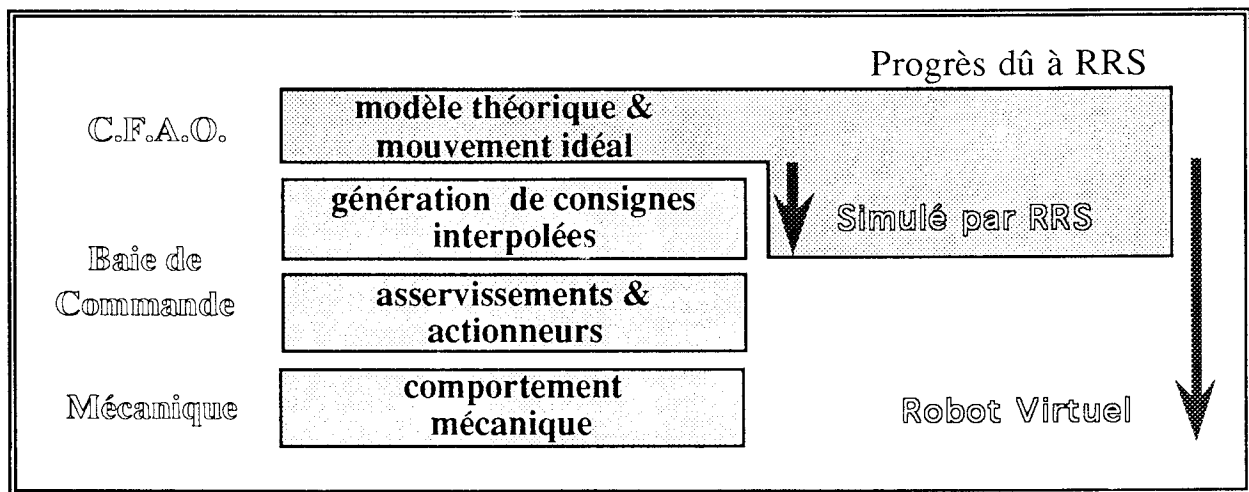 Progrès dû à RRS
C.F.A.O.
modèle théorique &
mouvement idéal
génération de consignes
interpolées
Simulé par RRS
Baie de
Commande
asservissements &
actionneurs
Mécanique
comportement
mécanique
Robot Virtuel